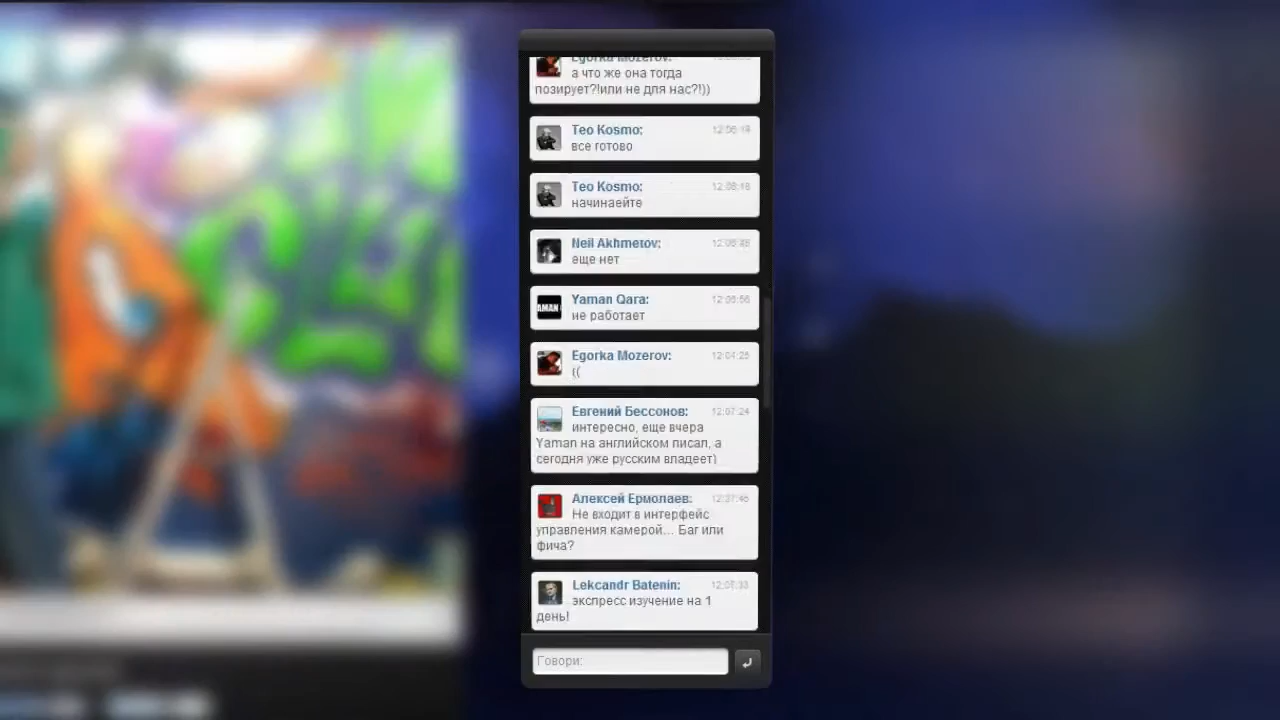 Egorka Mozerov:
а что же она тогда
позирует?!или не для нас?!))
Teo Kosmo:
все готово
Teo Kosmo:
начинаейте
Neil Akhmetov:
еще нет
Yaman Qara:
AMAN
не работает
Egorka Mozerov:
((
Евгений Бессонов:
интересно, еще вчера
Yaman на английском писал, а
сегодня уже русским владеет)
Алексей Ермолаев:
Не входит в интерфейс
управления камерой... Баг или
фича?
Lekcandr Batenin:
экспресс изучение на 1
день!
Говори: